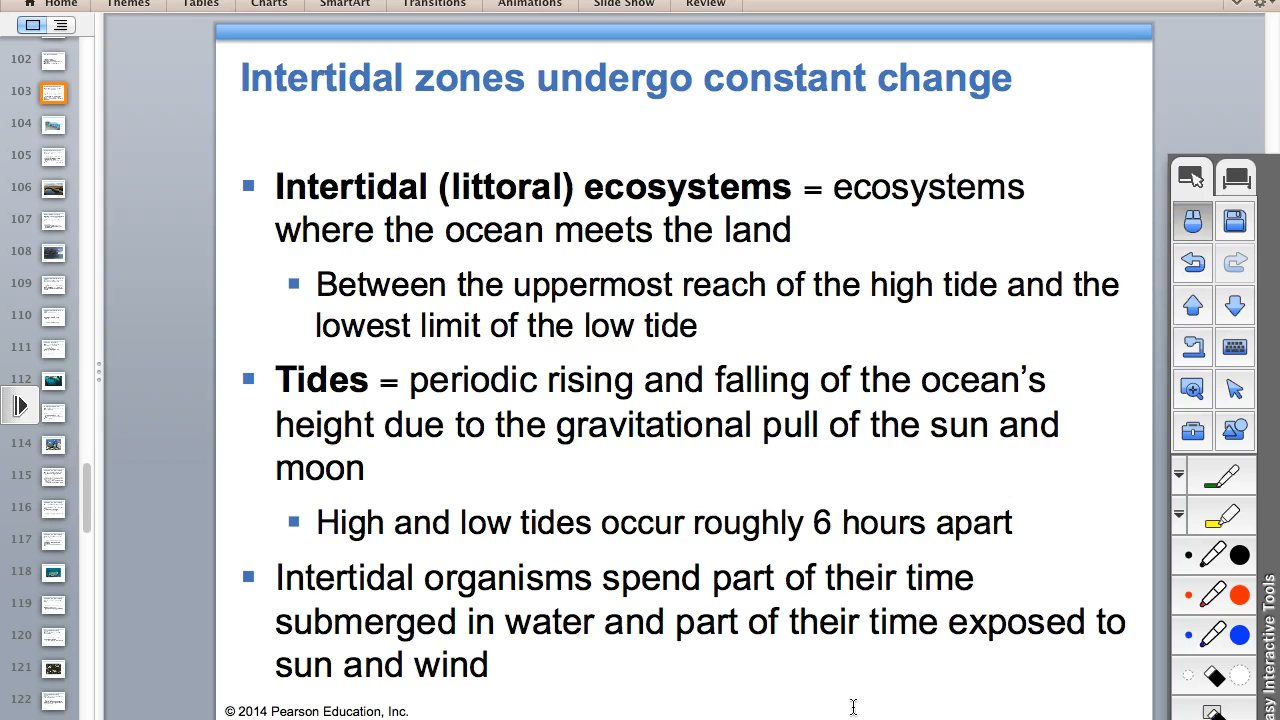 Home Themes Tables Charts SmartArt Transitions Animations Slide Show Review
102
103
104
105
106
107
108
109
110
111
112
114
115
116
117
118
119
120
121
122
Intertidal zones undergo constant change
Intertidal (littoral) ecosystems = ecosystems
where the ocean meets the land
Between the uppermost reach of the high tide and the
lowest limit of the low tide
Tides = periodic rising and falling of the ocean’s
height due to the gravitational pull of the sun and
moon
High and low tides occur roughly 6 hours apart
Intertidal organisms spend part of their time
submerged in water and part of their time exposed to
sun and wind
© 2014 Pearson Education, Inc.
Interactive Tools